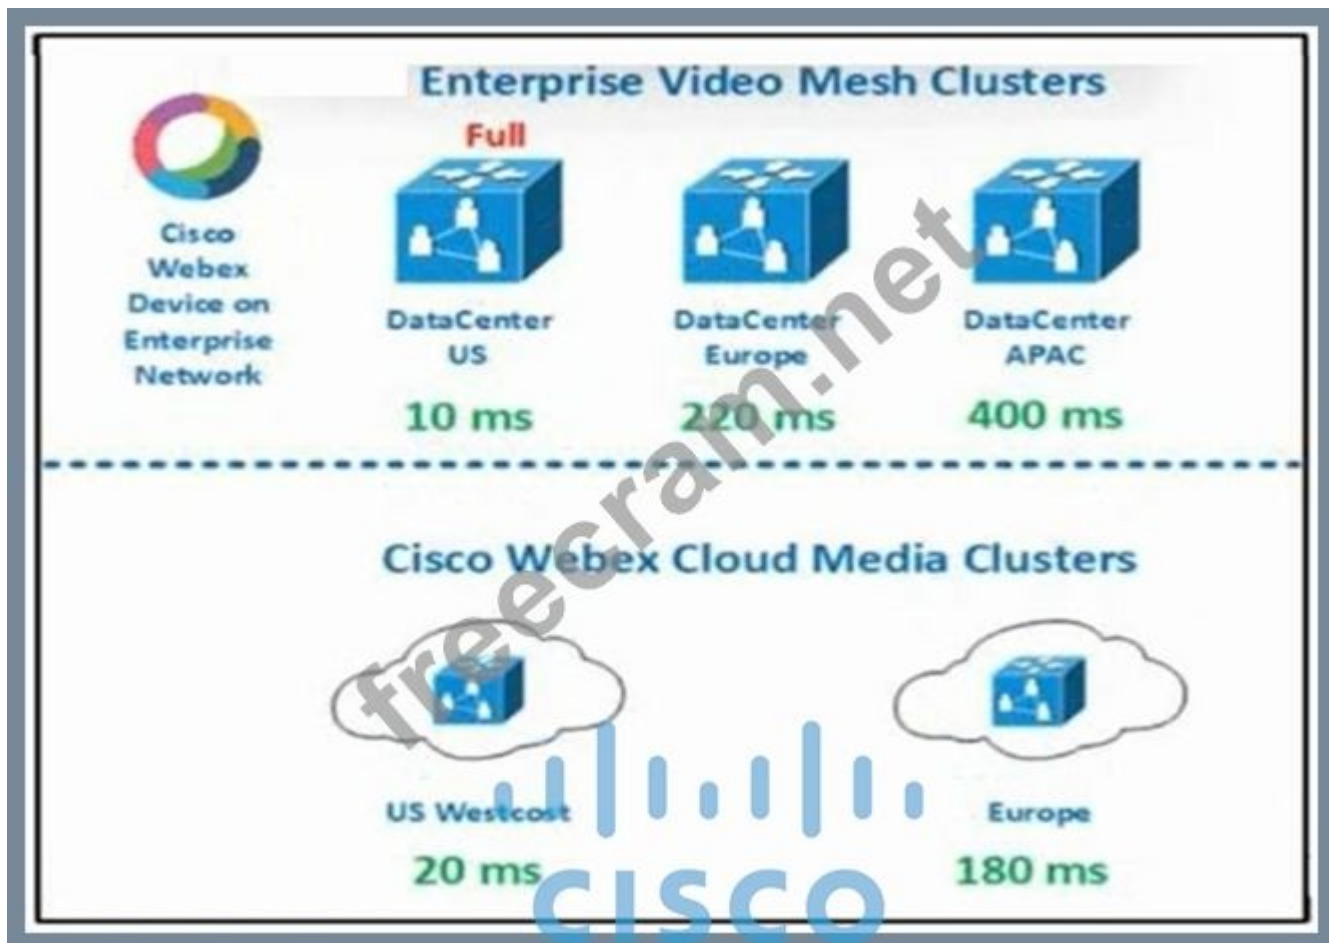 Enterprise Video Mesh Clusters
Full
Cisco
Webex
Device on
Enterprise
Network
DataCenter
US
10 ms
DataCenter
Europe
220 ms
DataCenter
APAC
400 ms
Cisco Webex Cloud Media Clusters
US Westcost
20 ms
Europe
180 ms
freecram.net
CISCO